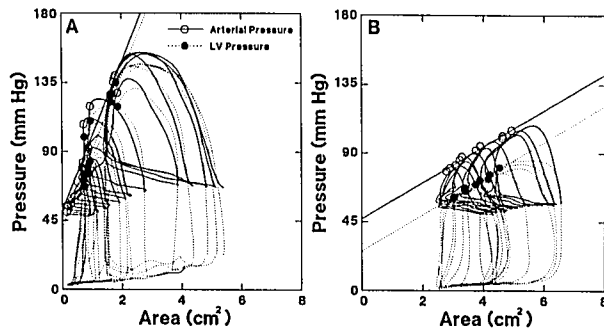 A
Arterial Pressure
LV Pressure
Pressure (mm Hg)
180
135
90
45
0
0 2 4 6 8
Area (cm²)
B
Pressure (mm Hg)
180
135
90
45
0
0 2 4 6 8
Area (cm²)